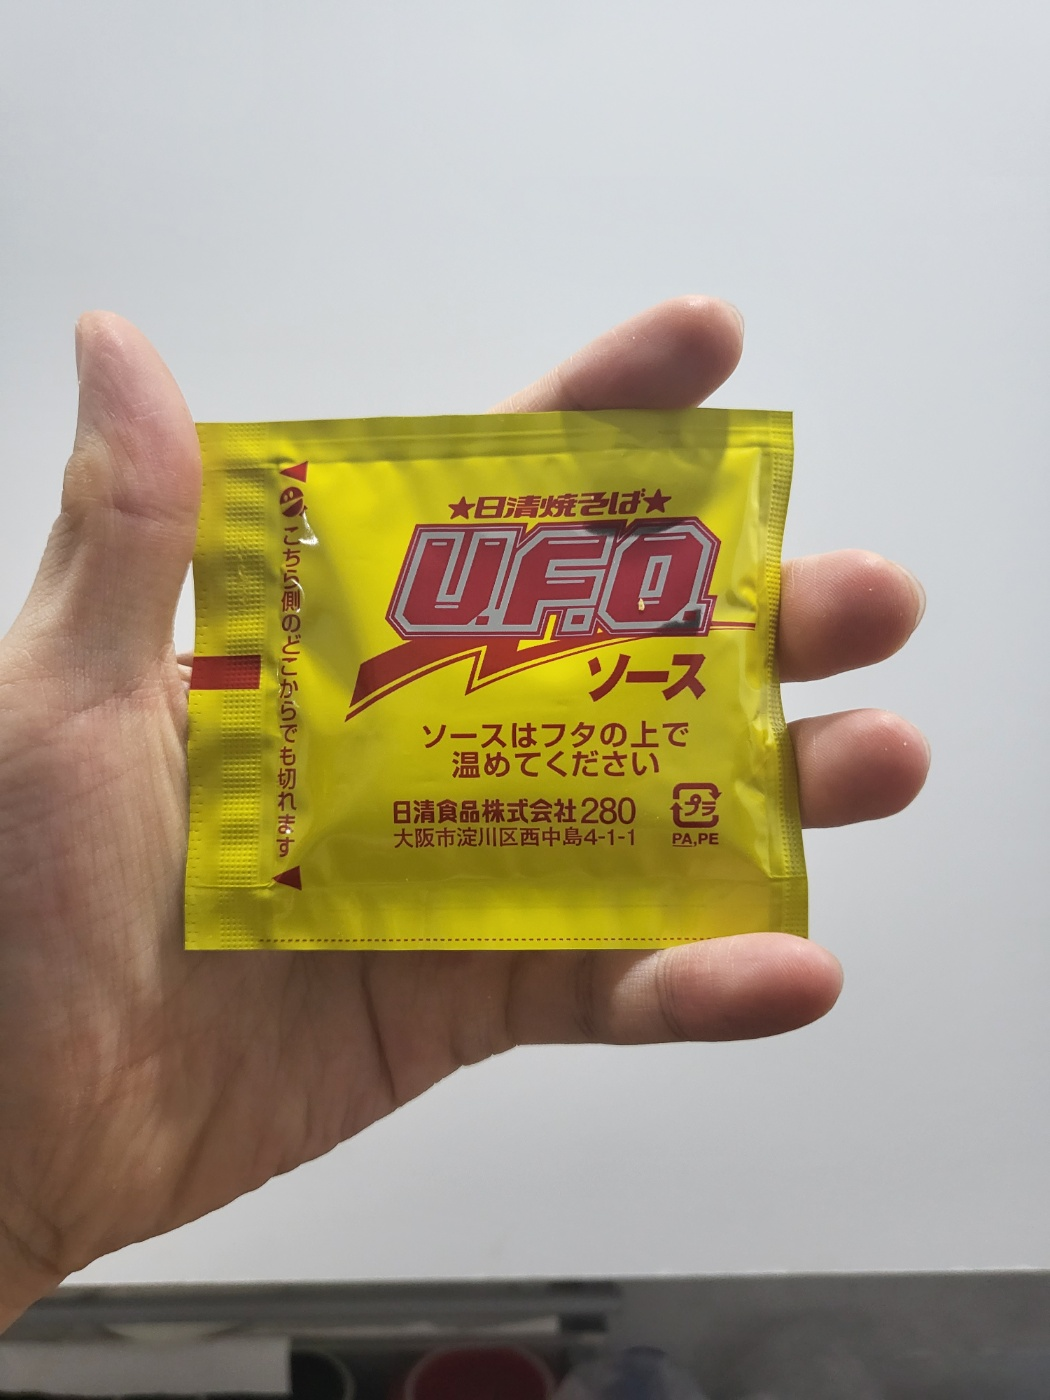 ★日清焼そば★
U.F.O.
ソース
ソースはフタの上で
温めてください
日清食品株式会社280
大阪市淀川区西中島4-1-1
プラ
PA,PE
こちら側のどこからでも切れます